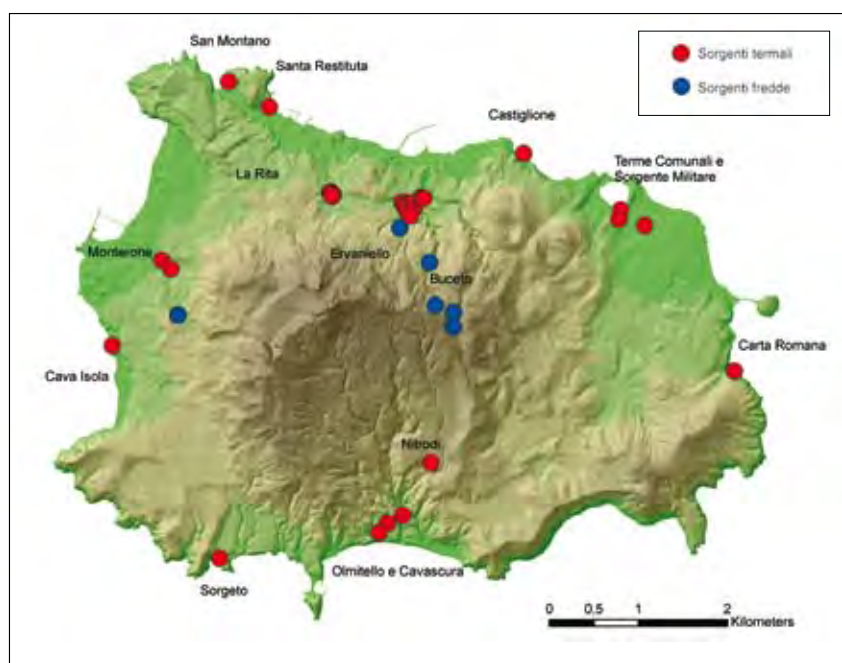 San Montano
Santa Restituta
Sorgenti termali
Sorgenti fredde
Castiglione
Terme Comunali e
Sorgente Militare
La Rita
Ervaniello
Monterone
Buceto
Carta Romana
Cava Isola
Nitrodi
Olmitello e Cavascura
Sorgeto
0 0.5 1 2
Kilometers